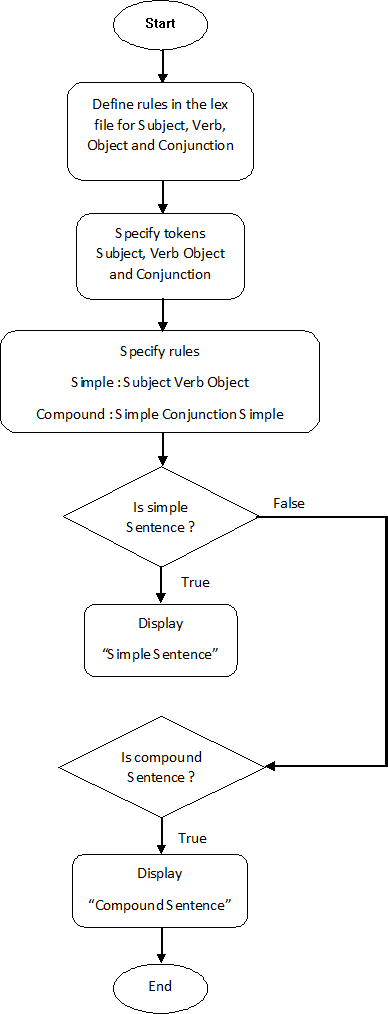 Start
Define rules in the lex
file for Subject, Verb,
Object and Conjunction
Specify tokens
Subject, Verb Object
and Conjunction
Specify rules
Simple : Subject Verb Object
Compound : Simple Conjunction Simple
Is simple
Sentence ?
False
True
Display
“Simple Sentence”
Is compound
Sentence ?
True
Display
“Compound Sentence”
End